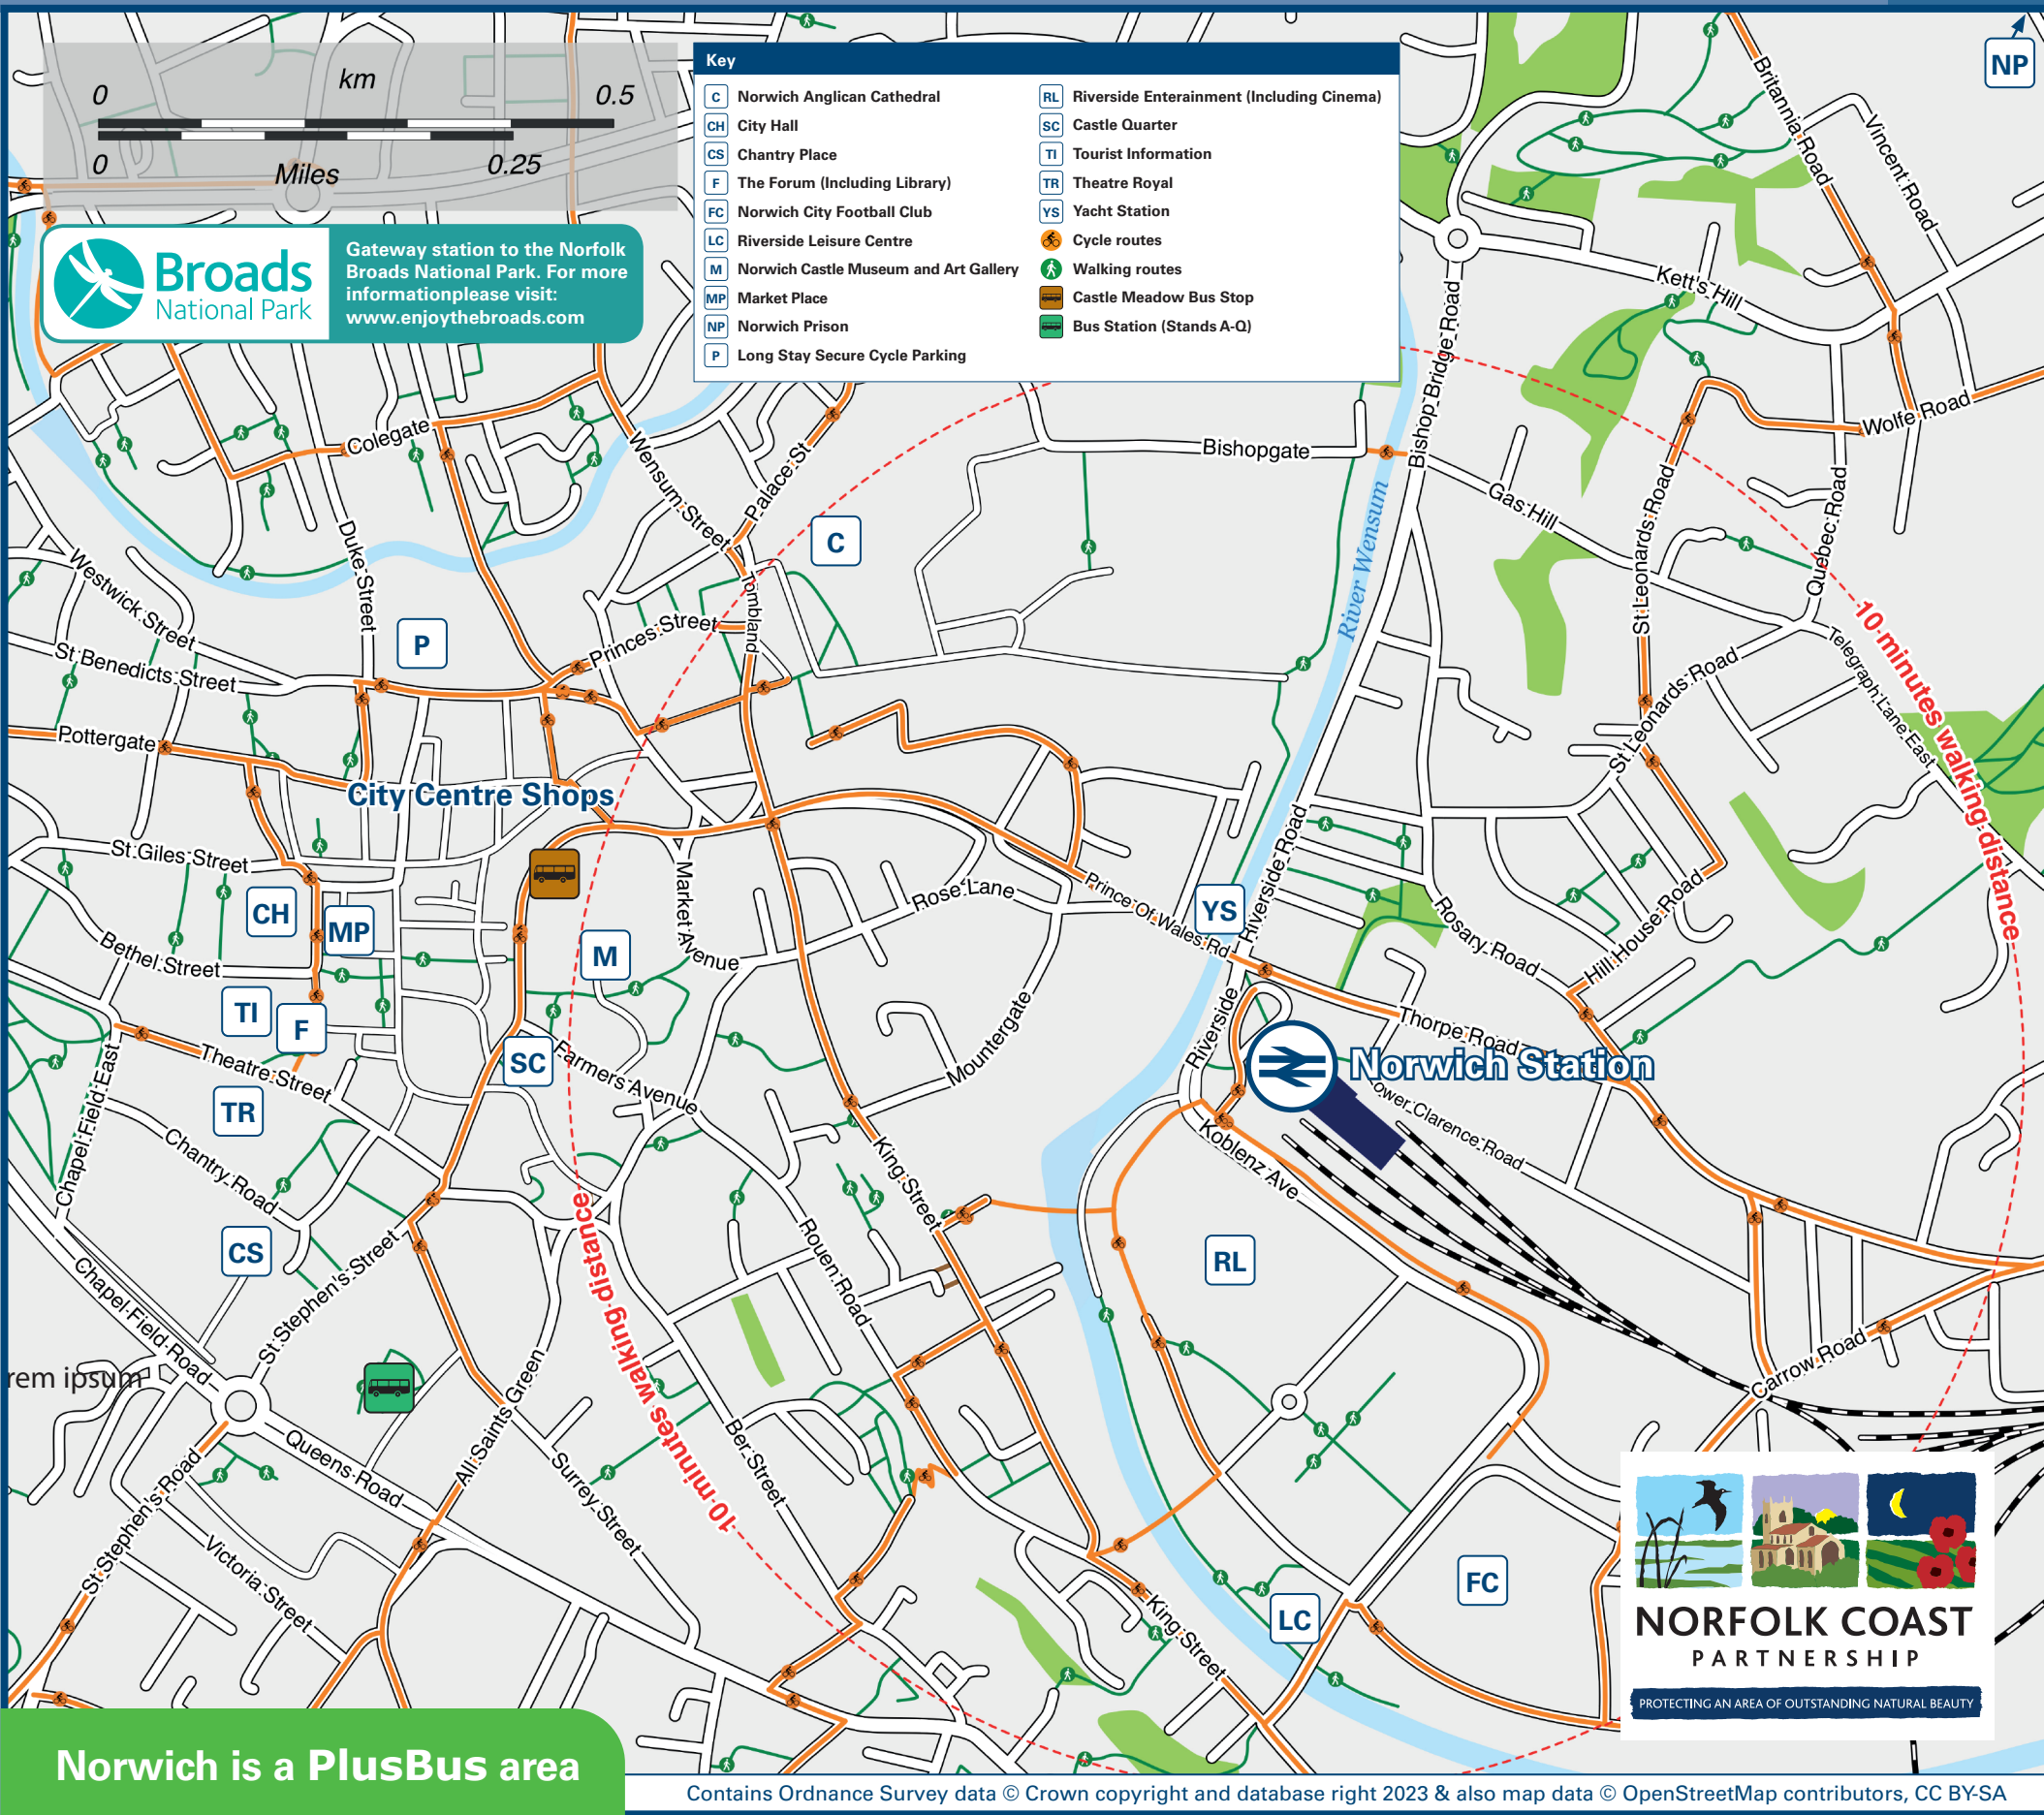 0
km
0.5
0
Miles
0.25
Broads
National Park
Gateway station to the Norfolk
Broads National Park. For more
informationplease visit:
www.enjoythebroads.com
Key
C Norwich Anglican Cathedral
CH City Hall
CS Chantry Place
F The Forum (Including Library)
FC Norwich City Football Club
LC Riverside Leisure Centre
M Norwich Castle Museum and Art Gallery
MP Market Place
NP Norwich Prison
P Long Stay Secure Cycle Parking
RL Riverside Enterainment (Including Cinema)
SC Castle Quarter
TI Tourist Information
TR Theatre Royal
YS Yacht Station
Cycle routes
Walking routes
Castle Meadow Bus Stop
Bus Station (Stands A-Q)
NP
Britannia Road
Vincent Road
Kett's Hill
Bishop Bridge Road
Wolfe Road
Colegate
Wensum Street
Palace St
Bishopgate
Gas Hill
St Leonards Road
Quebec Road
River Wensum
C
Duke Street
Westwick Street
Tombland
P
Princes Street
St Benedicts Street
St Leonards Road
Telegraph Lane East
10 minutes walking distance
Pottergate
City Centre Shops
St Giles Street
Market Avenue
Rose Lane
Prince Of Wales Rd
YS
Riverside Road
Rosary Road
Hill House Road
CH
MP
M
Bethel Street
TI
F
SC
Farmers Avenue
Mountergate
Riverside
Thorpe Road
Norwich Station
Theatre Street
TR
Chapel Field East
Chantry Road
King Street
Koblenz Ave
ower Clarence Road
CS
St Stephen's Street
Chapel Field Road
10 minutes walking distance
Rouen Road
RL
Carrow Road
rem ipsum
All Saints Green
Queens Road
Surrey Street
Ber Street
St Stephen's Road
Victoria Street
King Street
LC
FC
NORFOLK COAST
PARTNERSHIP
PROTECTING AN AREA OF OUTSTANDING NATURAL BEAUTY
Norwich is a PlusBus area
Contains Ordnance Survey data © Crown copyright and database right 2023 & also map data © OpenStreetMap contributors, CC BY-SA